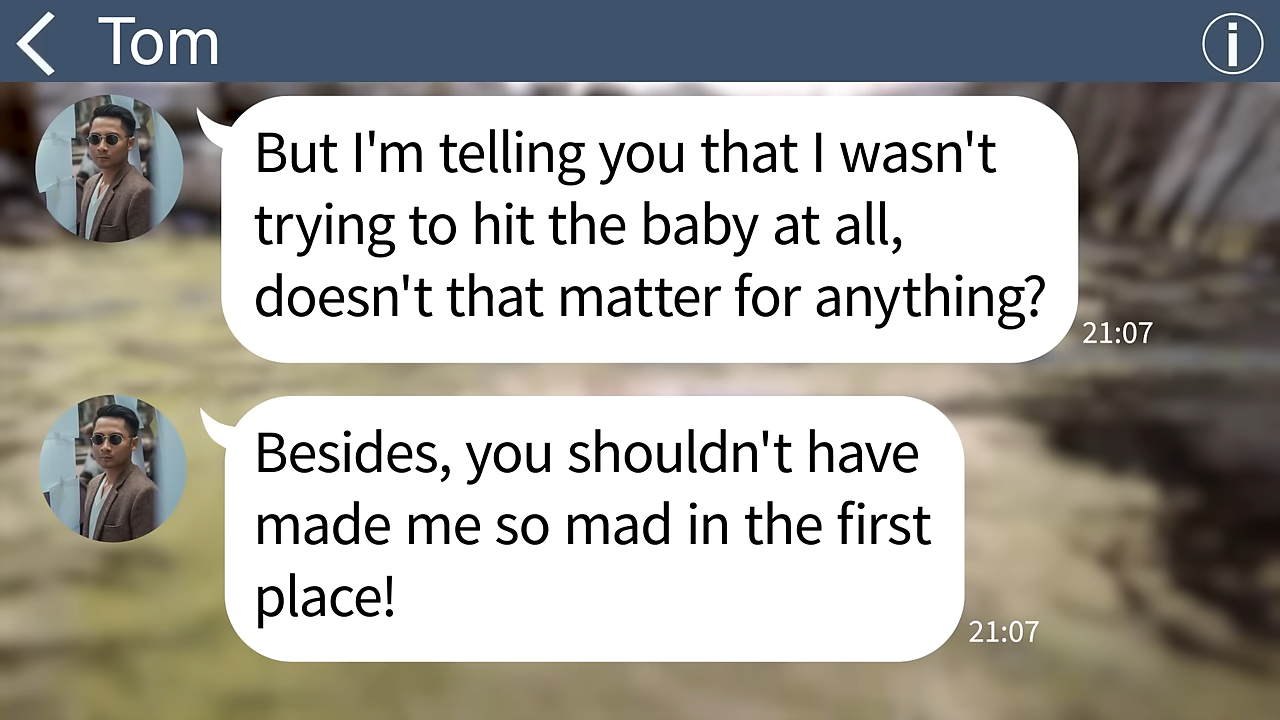 Tom
But I'm telling you that I wasn't
trying to hit the baby at all,
doesn't that matter for anything?
21:07
Besides, you shouldn't have
made me so mad in the first
place!
21:07